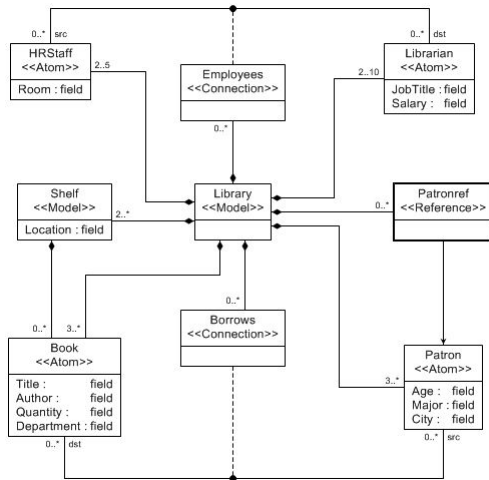 0..* src
0..* dst
HRStaff
<<Atom>>
Room : field
2..5
Employees
<<Connection>>
0..*
Librarian
<<Atom>>
JobTitle : field
Salary : field
2..10
Shelf
<<Model>>
Location : field
2..*
Library
<<Model>>
Patronref
<<Reference>>
0..*
0..*
3..*
0..*
Borrows
<<Connection>>
Book
<<Atom>>
Title : field
Author : field
Quantity : field
Department : field
0..* dst
Patron
<<Atom>>
Age : field
Major : field
City : field
3..*
0..* src